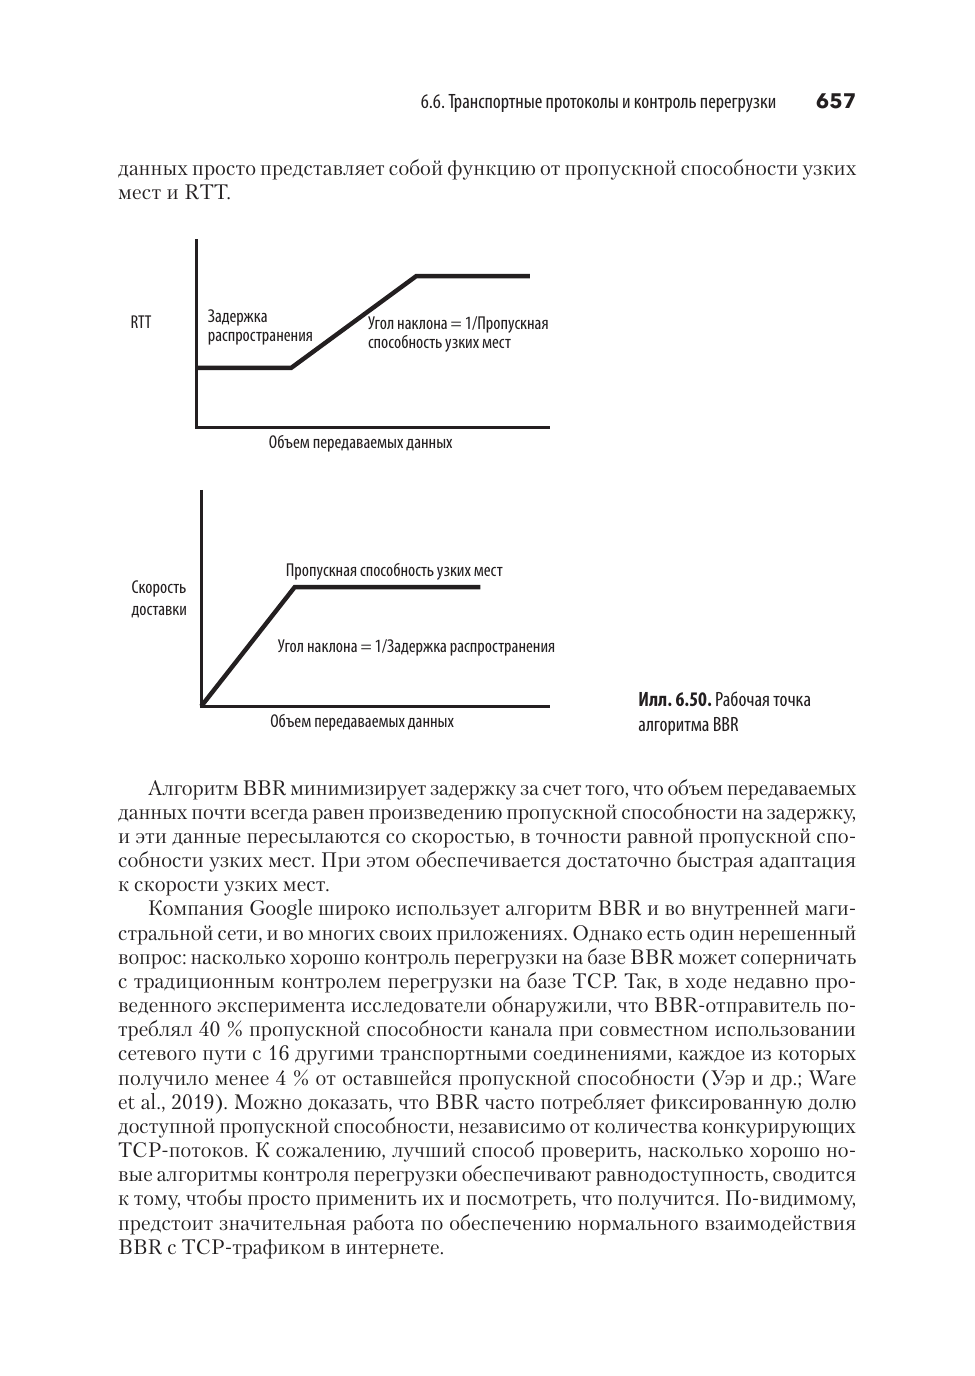 6.6. Транспортные протоколы и контроль перегрузки 657
данных просто представляет собой функцию от пропускной способности узких
мест и RTT.
RTT
Задержка
распространения
Угол наклона = 1/Пропускная
способность узких мест
Объем передаваемых данных
Пропускная способность узких мест
Скорость
доставки
Угол наклона = 1/Задержка распространения
Объем передаваемых данных
Илл. 6.50. Рабочая точка
алгоритма BBR
Алгоритм BBR минимизирует задержку за счет того, что объем передаваемых
данных почти всегда равен произведению пропускной способности на задержку,
и эти данные пересылаются со скоростью, в точности равной пропускной спо-
собности узких мест. При этом обеспечивается достаточно быстрая адаптация
к скорости узких мест.
Компания Google широко использует алгоритм BBR и во внутренней маги-
стральной сети, и во многих своих приложениях. Однако есть один нерешенный
вопрос: насколько хорошо контроль перегрузки на базе BBR может соперничать
с традиционным контролем перегрузки на базе TCP. Так, в ходе недавно про-
веденного эксперимента исследователи обнаружили, что BBR-отправитель по-
треблял 40 % пропускной способности канала при совместном использовании
сетевого пути с 16 другими транспортными соединениями, каждое из которых
получило менее 4 % от оставшейся пропускной способности (Уэр и др.; Ware
et al., 2019). Можно доказать, что BBR часто потребляет фиксированную долю
доступной пропускной способности, независимо от количества конкурирующих
TCP-потоков. К сожалению, лучший способ проверить, насколько хорошо но-
вые алгоритмы контроля перегрузки обеспечивают равнодоступность, сводится
к тому, чтобы просто применить их и посмотреть, что получится. По-видимому,
предстоит значительная работа по обеспечению нормального взаимодействия
BBR с TCP-трафиком в интернете.